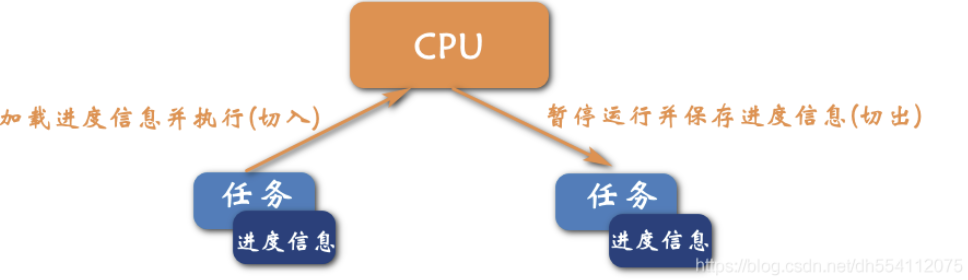 CPU
加载进度信息并执行(切入)
暂停运行并保存进度信息(切出)
任务
任务
进度信息
进度信息
https://blog.csdn.net/dh554112075